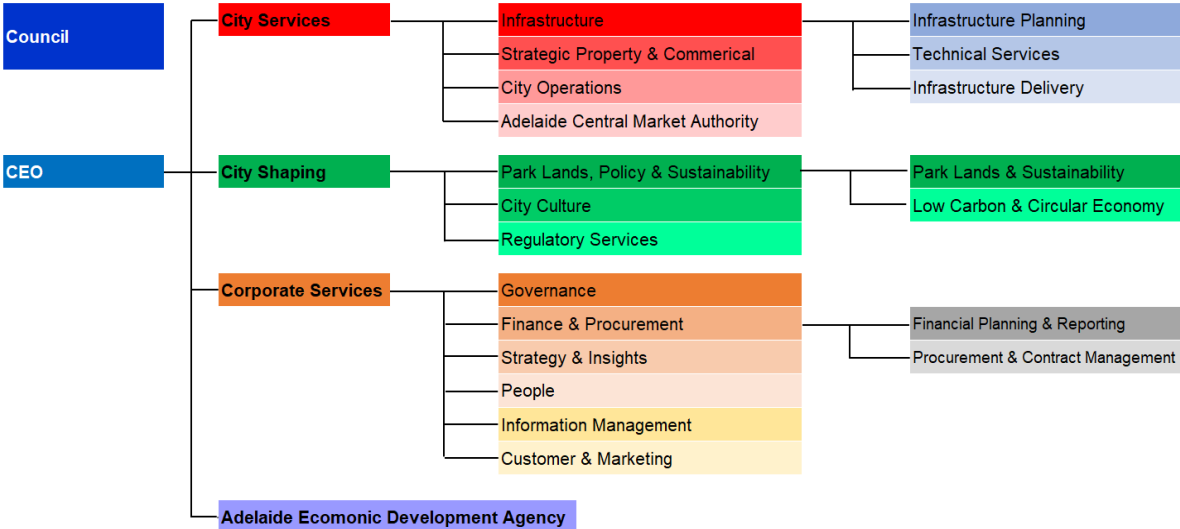 Council
CEO
City Services
Infrastructure
Infrastructure Planning
Technical Services
Infrastructure Delivery
Strategic Property & Commerical
City Operations
Adelaide Central Market Authority
City Shaping
Park Lands, Policy & Sustainability
Park Lands & Sustainability
Low Carbon & Circular Economy
City Culture
Regulatory Services
Corporate Services
Governance
Finance & Procurement
Financial Planning & Reporting
Procurement & Contract Management
Strategy & Insights
People
Information Management
Customer & Marketing
Adelaide Ecomonic Development Agency